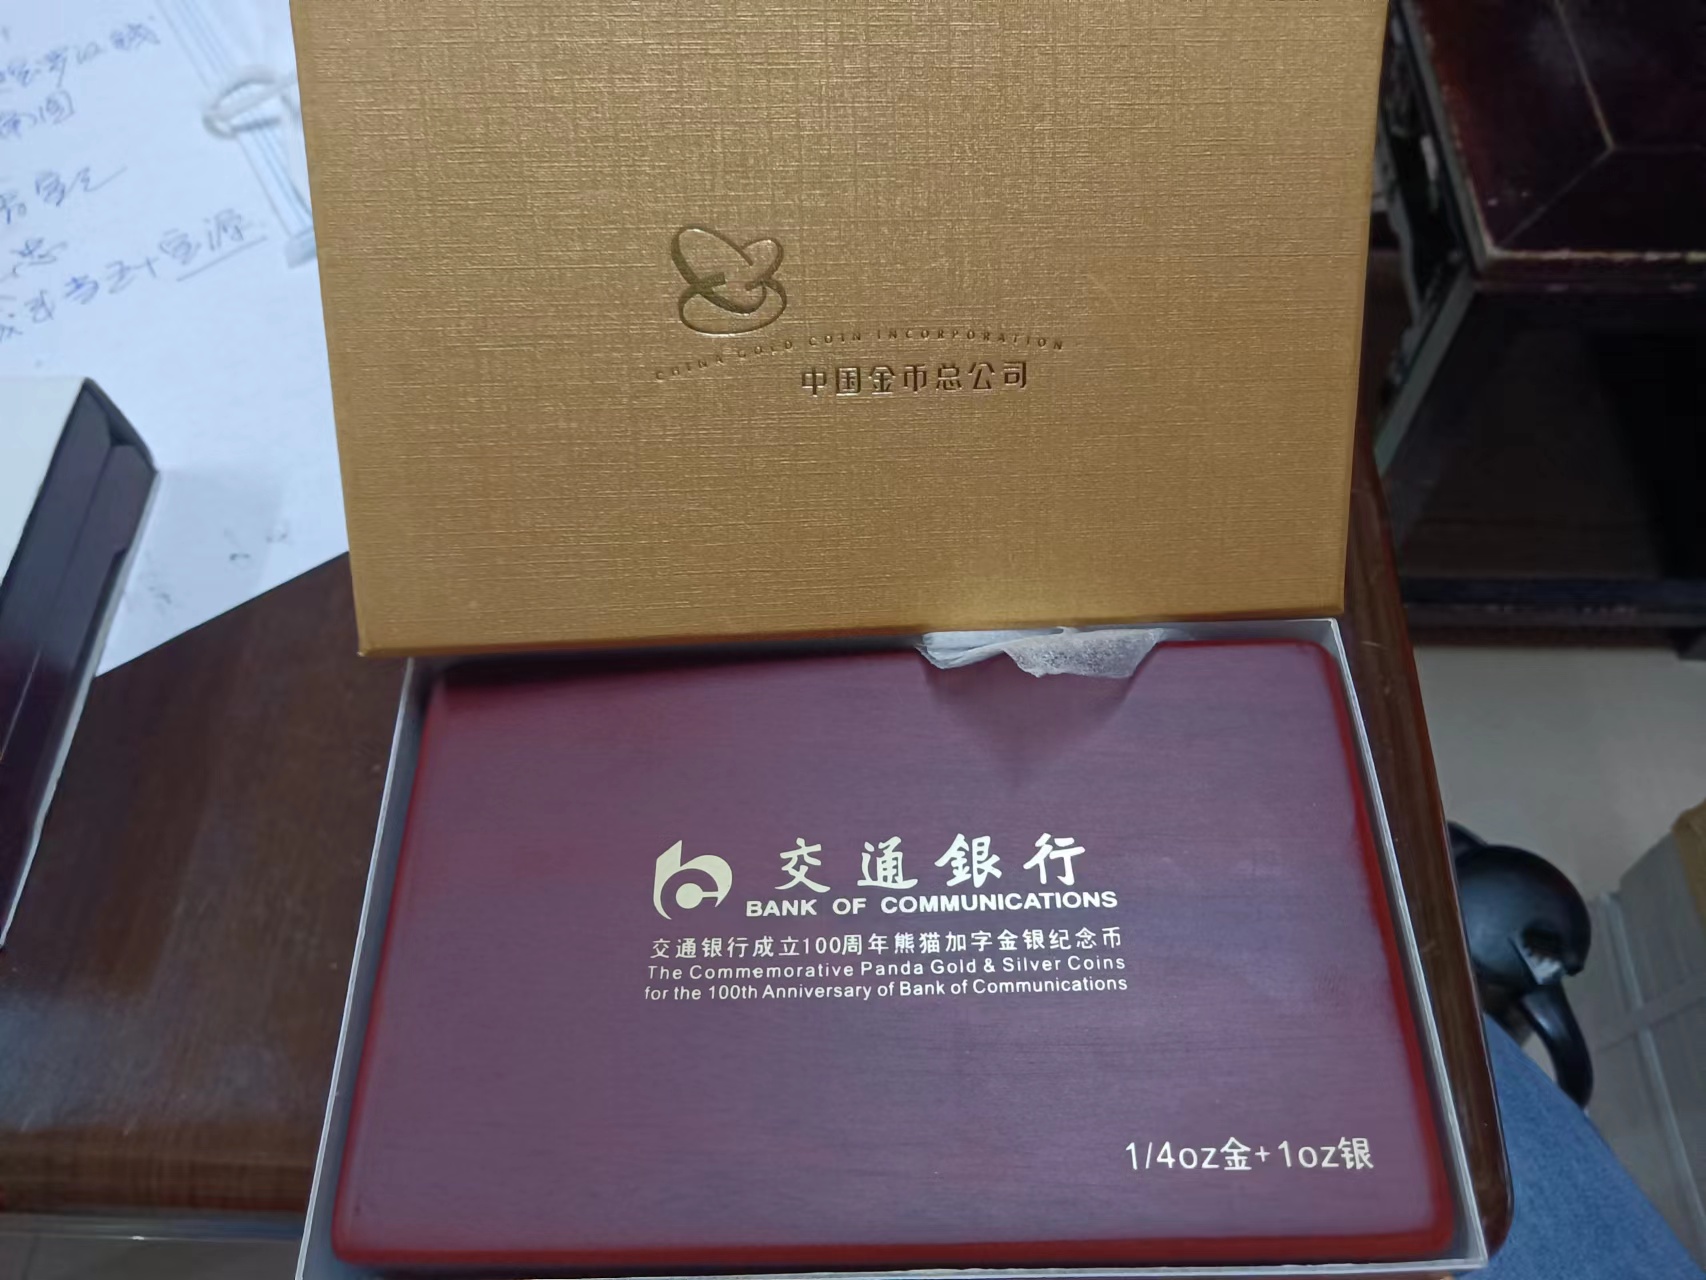 CHINA GOLD COIN INCORPORATION
中国金币总公司
交通銀行
BANK OF COMMUNICATIONS
交通银行成立100周年熊猫加字金银纪念币
The Commemorative Panda Gold & Silver Coins
for the 100th Anniversary of Bank of Communications
1/4oz金+1oz银